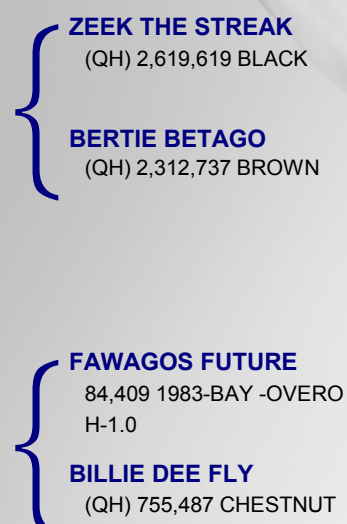 ZEEK THE STREAK
(QH) 2,619,619 BLACK
BERTIE BETAGO
(QH) 2,312,737 BROWN
FAWAGOS FUTURE
84,409 1983-BAY -OVERO
H-1.0
BILLIE DEE FLY
(QH) 755,487 CHESTNUT